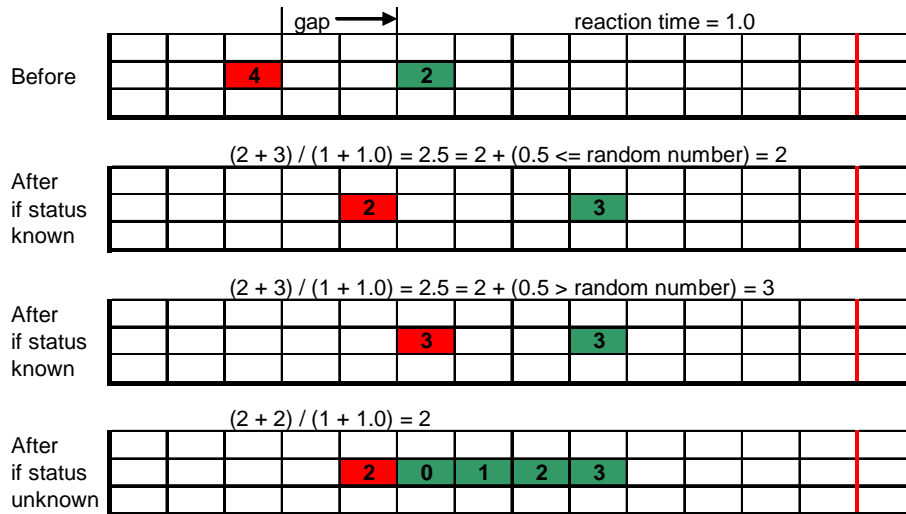 gap reaction time = 1.0
Before 4 2
(2 + 3) / (1 + 1.0) = 2.5 = 2 + (0.5 <= random number) = 2
After
if status 2 3
known
(2 + 3) / (1 + 1.0) = 2.5 = 2 + (0.5 > random number) = 3
After
if status 3 3
known
(2 + 2) / (1 + 1.0) = 2
After
if status 2 0 1 2 3
unknown